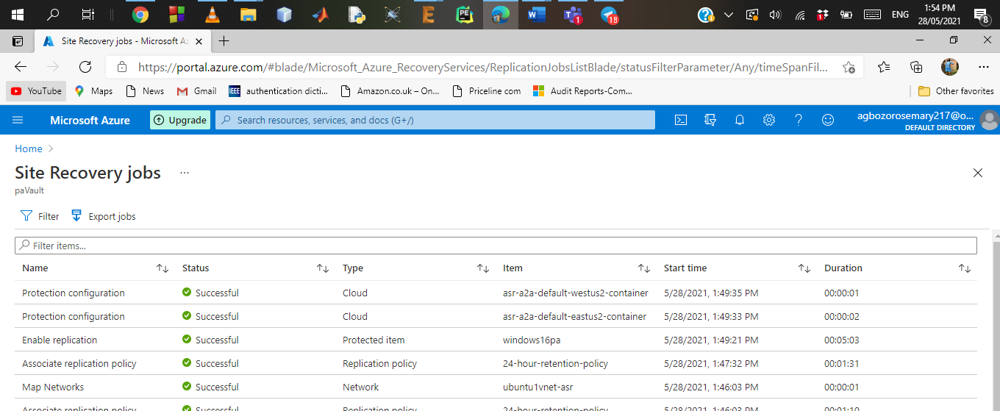 ENG
1:54 PM
28/05/2021
18
1
1
8
PE
Site Recovery jobs - Microsoft Az
https://portal.azure.com/#blade/Microsoft_Azure_RecoveryServices/ReplicationJobsListBlade/statusFilterParameter/Any/timeSpanFil...
YouTube Maps News Gmail IEEE authentication dicti... Amazon.co.uk – On... Priceline com Audit Reports-Com... Other favorites
Microsoft Azure Upgrade Search resources, services, and docs (G+/) agbozorosemary217@o...
DEFAULT DIRECTORY
Home
Site Recovery jobs ...
paVault
Filter Export jobs
Filter items...
Name Status Type Item Start time Duration
Protection configuration Successful Cloud asr-a2a-default-westus2-container 5/28/2021, 1:49:35 PM 00:00:01
Protection configuration Successful Cloud asr-a2a-default-eastus2-container 5/28/2021, 1:49:33 PM 00:00:02
Enable replication Successful Protected item windows16pa 5/28/2021, 1:49:21 PM 00:05:03
Associate replication policy Successful Replication policy 24-hour-retention-policy 5/28/2021, 1:47:32 PM 00:01:31
Map Networks Successful Network ubuntu1vnet-asr 5/28/2021, 1:46:03 PM 00:00:01
Associate replication policy Successful Replication policy 24-hour-retention-policy 5/28/2021, 1:46:03 PM 00:01:10